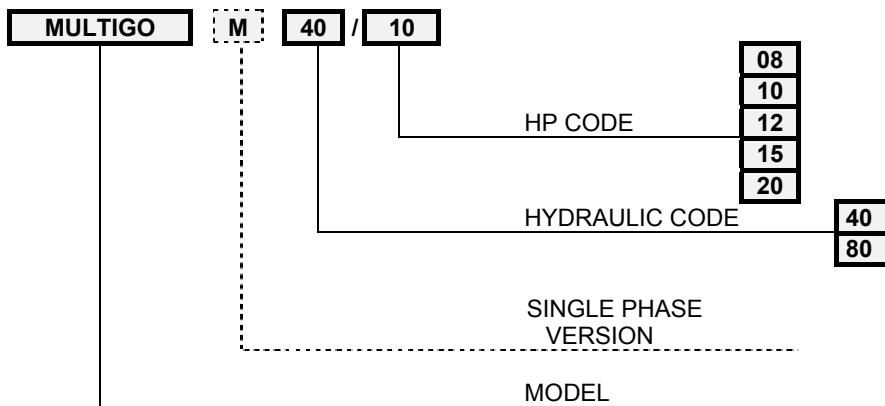 MULTIGO M 40 / 10
08
10
HP CODE 12
15
20
HYDRAULIC CODE 40
80
SINGLE PHASE
VERSION
MODEL